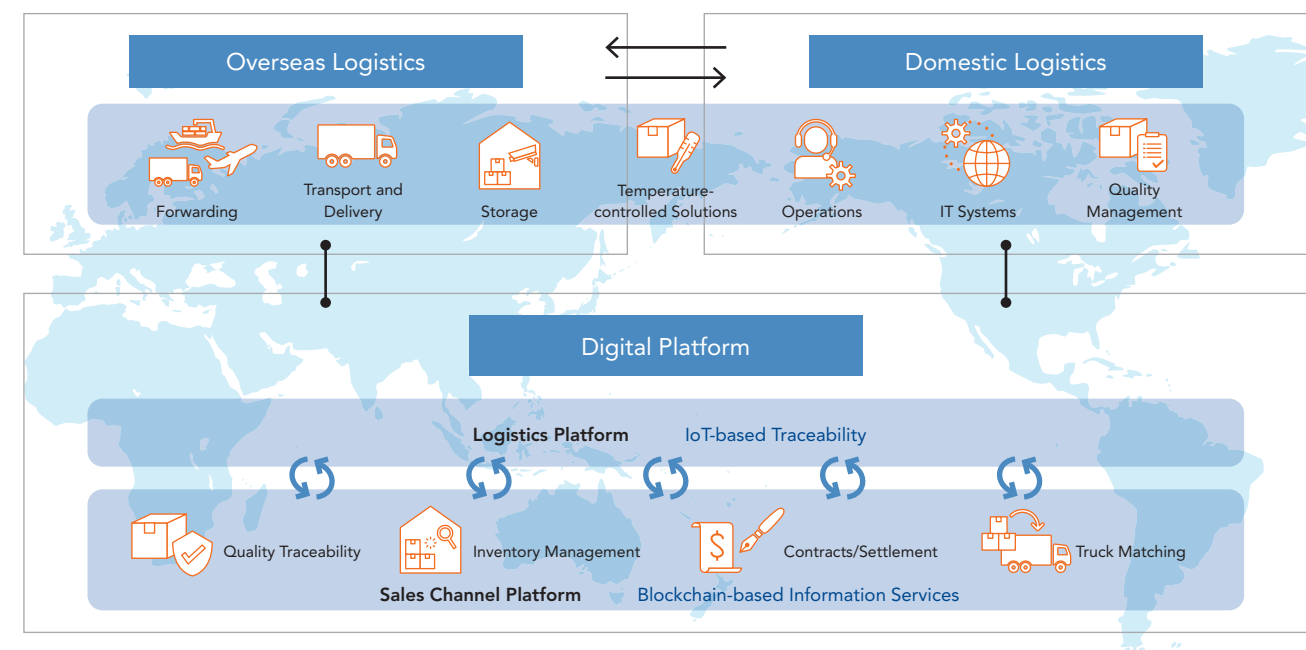 Overseas Logistics
Domestic Logistics
Forwarding
Transport and
Delivery
Storage
Temperature-
controlled Solutions
Operations
IT Systems
Quality
Management
Digital Platform
Logistics Platform
IoT-based Traceability
Quality Traceability
Inventory Management
$
Contracts/Settlement
Truck Matching
Sales Channel Platform
Blockchain-based Information Services